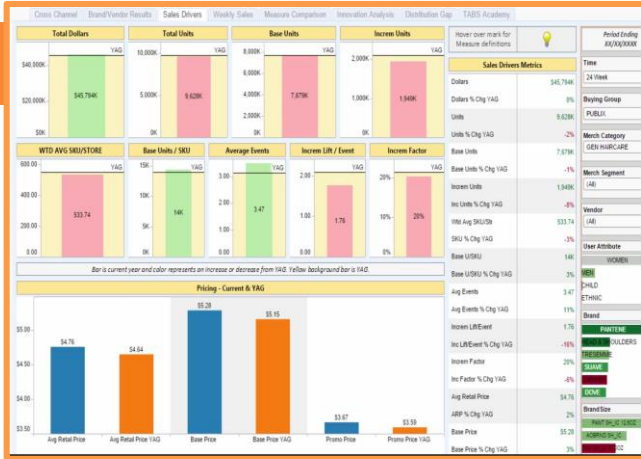 Cross Channel Brand/Vendor Results Sales Drivers Weekly Sales Measure Comparison Innovation Analysis Distribution Gap TABS Academy
Total Dollars
YAG
$40,000K
$20,000K
$0K
$45,794K
Total Units
YAG
10,000K
5,000K
0K
9,628K
Base Units
YAG
8,000K
6,000K
4,000K
2,000K
0K
7,679K
Increm Units
YAG
2,000K
1,000K
0K
1,949K
WTD AVG SKU/STORE
YAG
600.00
400.00
200.00
0.00
533.74
Base Units / SKU
YAG
15K
10K
5K
0K
14K
Average Events
YAG
3.00
2.00
1.00
0.00
3.47
Increm Lift / Event
YAG
2.00
1.00
0.00
1.76
Increm Factor
YAG
20%
10%
0%
20%
Bar is current year and color represents an increase or decrease from YAG. Yellow background bar is YAG.
Pricing - Current & YAG
$5.00
$4.50
$4.00
$3.50
$4.76
$4.64
$5.28
$5.15
$3.67
$3.59
Avg Retail Price
Avg Retail Price YAG
Base Price
Base Price YAG
Promo Price
Promo Price YAG
Hover over mark for
Measure definitions
Sales Drivers Metrics
Dollars $45,794K
Dollars % Chg YAG 0%
Units 9,628K
Units % Chg YAG -2%
Base Units 7,679K
Base Units % Chg YAG -1%
Increm Units 1,949K
Inc Units % Chg YAG -6%
Wtd Avg SKU/Str 533.74
SKU % Chg YAG -3%
Base U/SKU 14K
Base U/SKU % Chg YAG 3%
Avg Events 3.47
Avg Events % Chg YAG 11%
Increm Lift/Event 1.76
Inc Lift/Event % Chg YAG -16%
Increm Factor 20%
Inc Factor % Chg YAG -6%
Avg Retail Price $4.76
ARP % Chg YAG 2%
Base Price $5.28
Base Price % Chg YAG 3%
Period Ending
XX/XX/XXXX
Time
24 Week
Buying Group
PUBLIX
Merch Category
GEN HAIRCARE
Merch Segment
(All)
Vendor
(All)
User Attribute
WOMEN
MEN
CHILD
ETHNIC
Brand
PANTENE
SHOULDERS
TRESEMME
SUAVE
DOVE
BrandSize